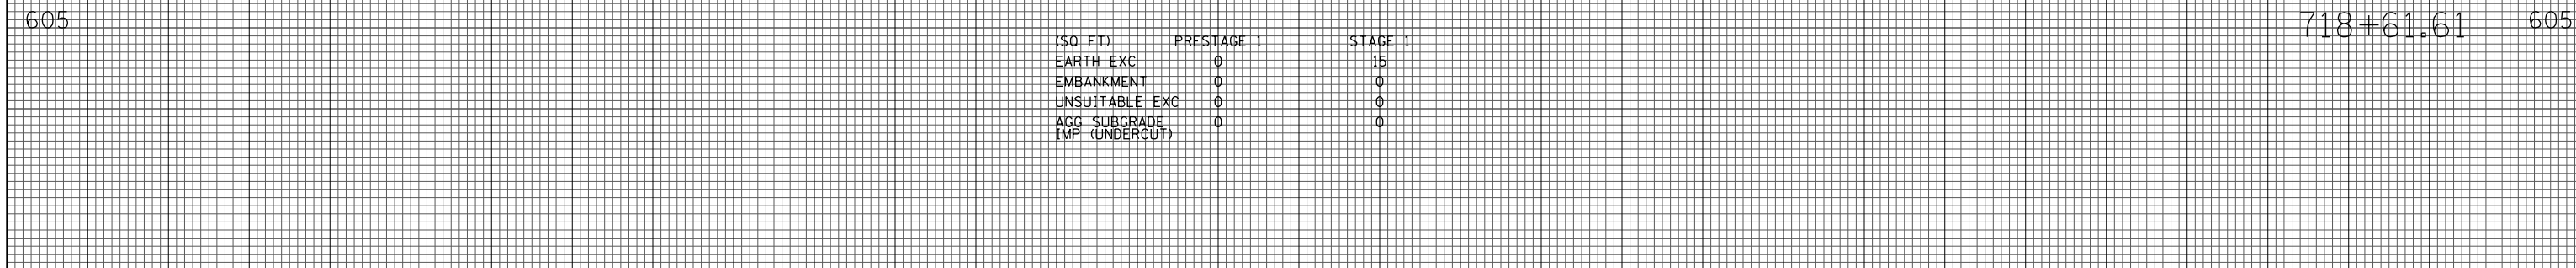 605 718+61.61 605
(SQ FT) PRESTAGE 1 STAGE 1
EARTH EXC 0 15
EMBANKMENT 0 0
UNSUITABLE EXC 0 0
AGG SUBGRADE 0 0
IMP (UNDERCUT)